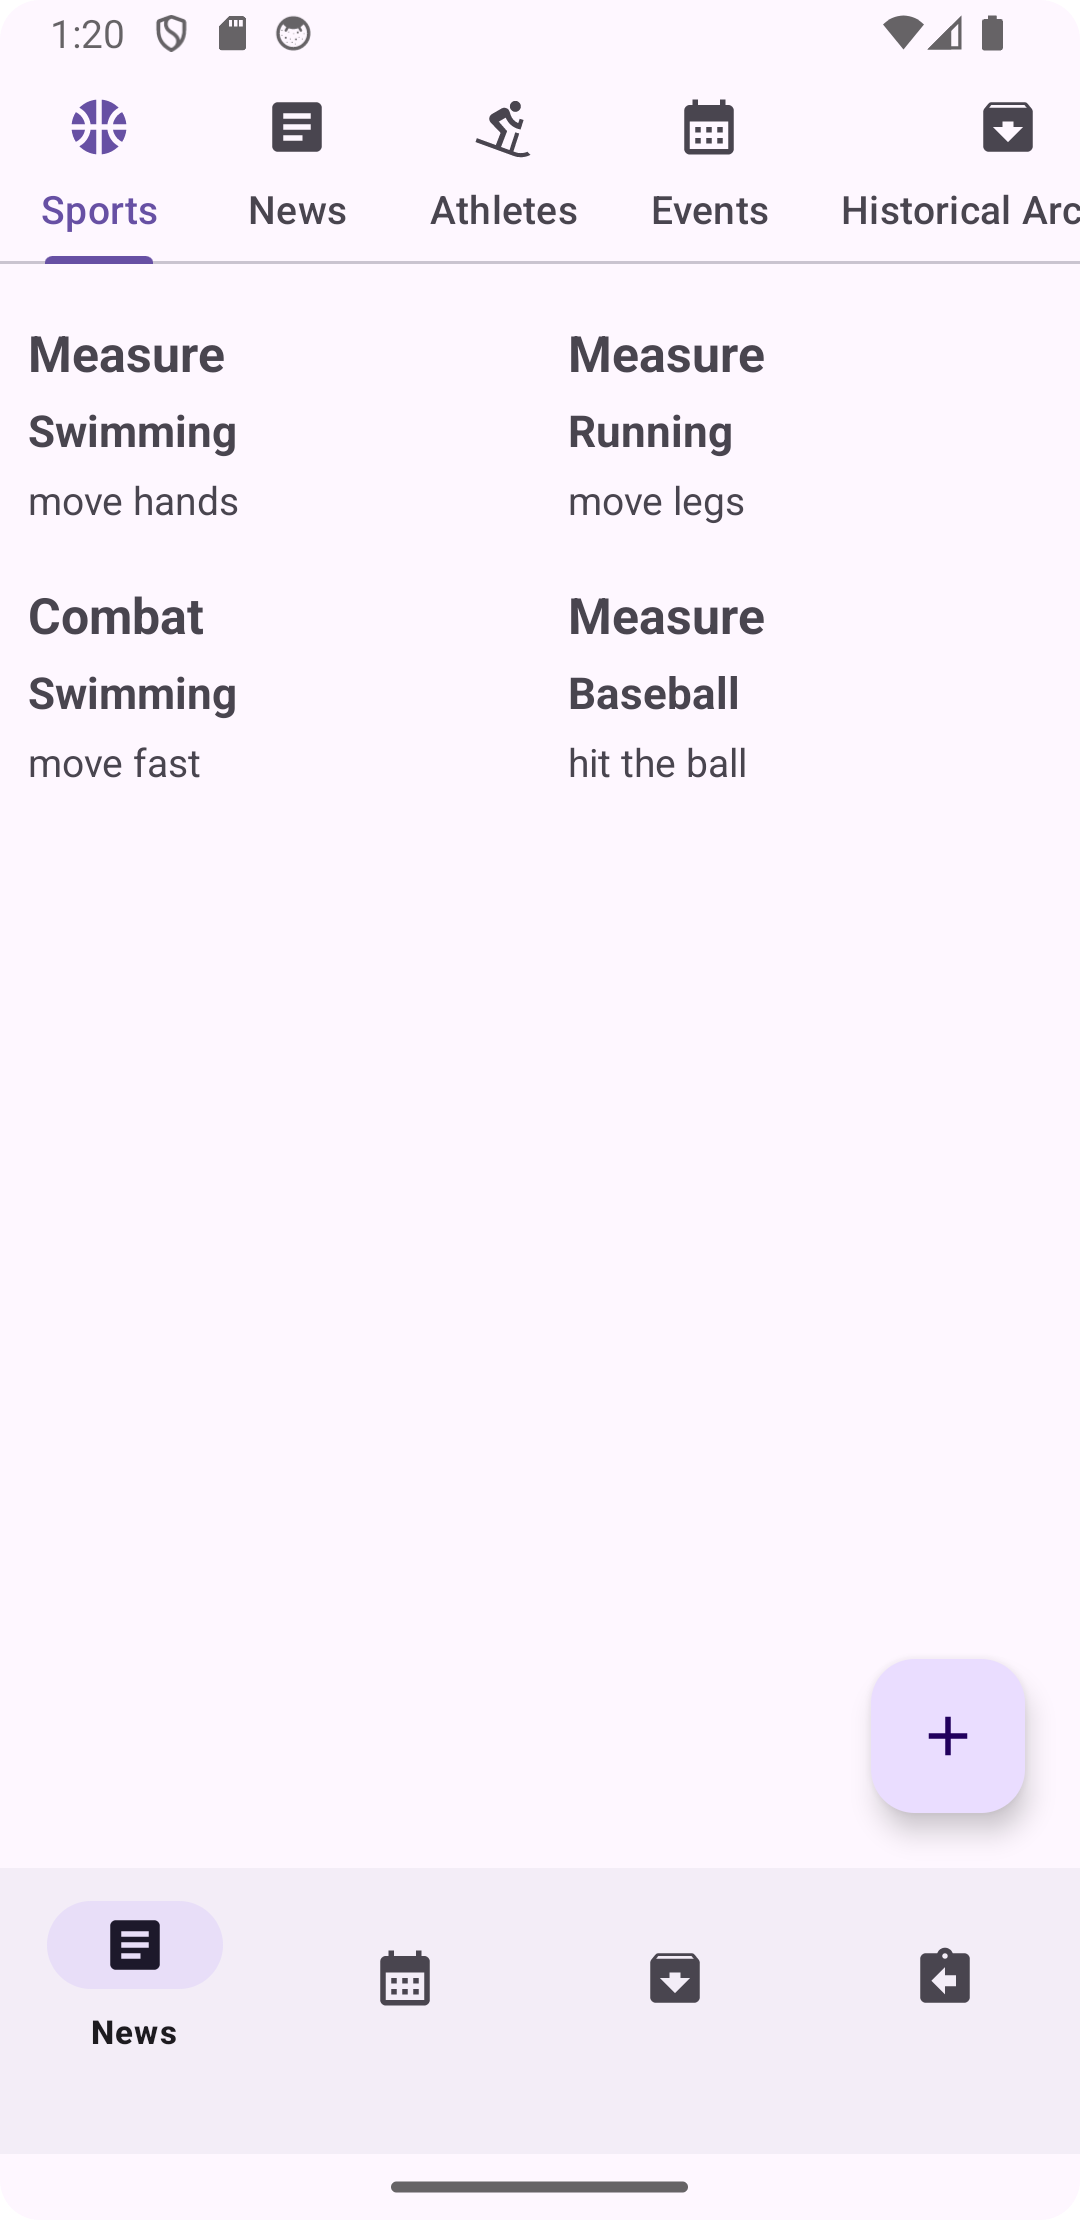 1:20
Sports
News
Athletes
Events
Historical Arc
Measure
Swimming
move hands
Measure
Running
move legs
Combat
Swimming
move fast
Measure
Baseball
hit the ball
News